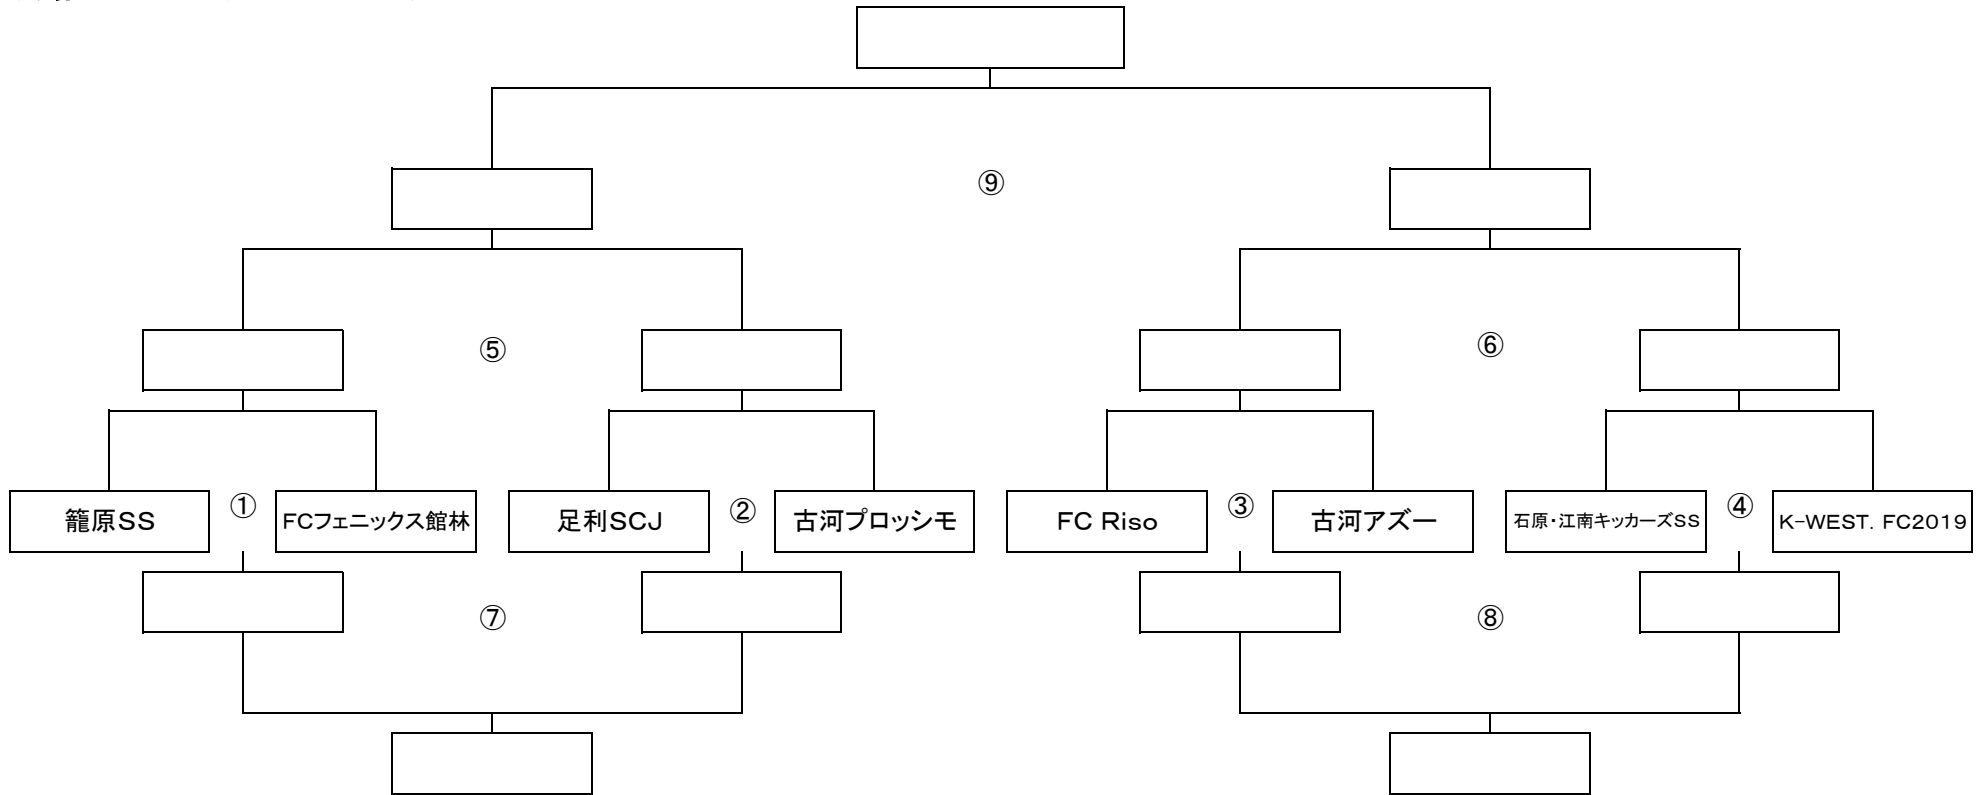 ⑨
⑤
⑥
籠原SS
①
FCフェニックス館林
足利SCJ
②
古河プロッシモ
FC Riso
③
古河アズー
石原・江南キッカーズSS
④
K-WEST. FC2019
⑦
⑧